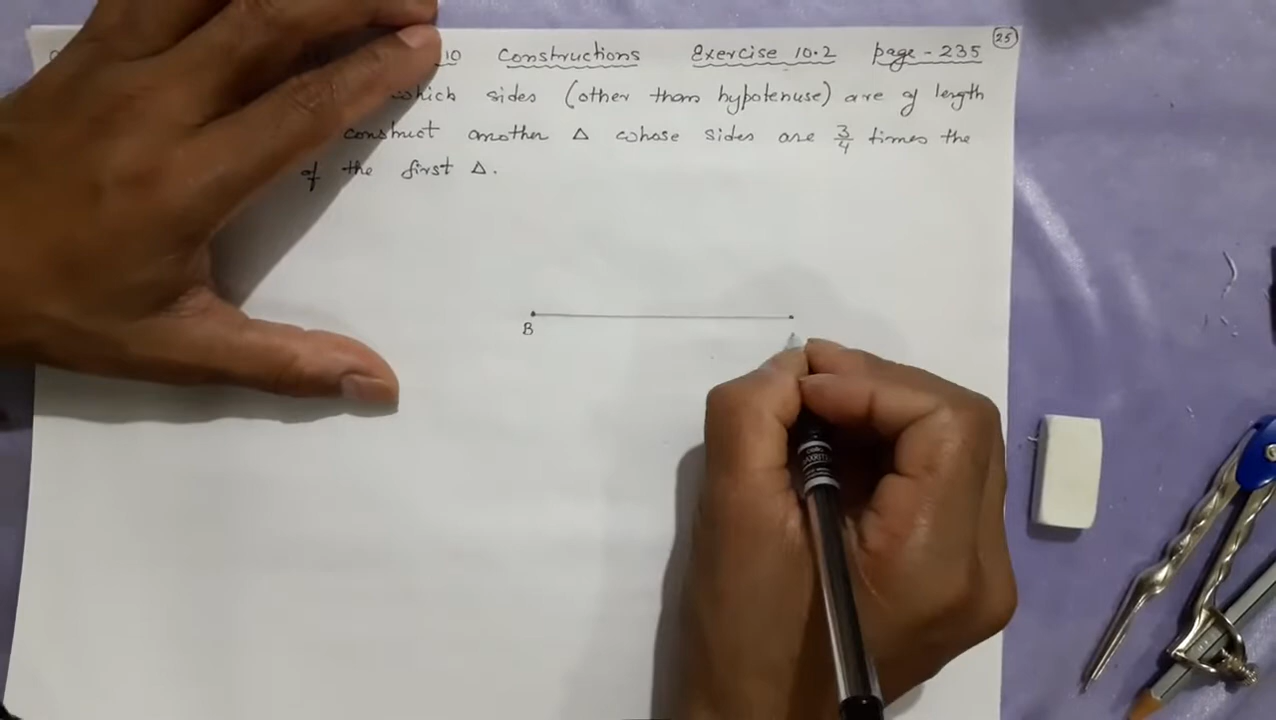 10 Constructions Exercise 10.2 page - 235 25
which sides (other than hypotenuse) are of length
construct another Δ whose sides are 3/4 times the
of the first Δ.
B
cello